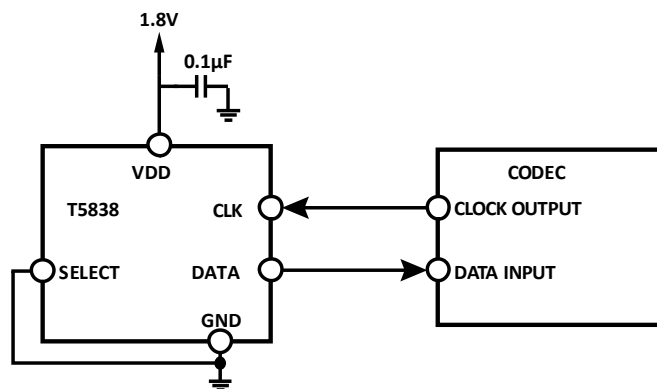 1.8V
0.1µF
VDD
CODEC
T5838
CLK
CLOCK OUTPUT
SELECT
DATA
DATA INPUT
GND